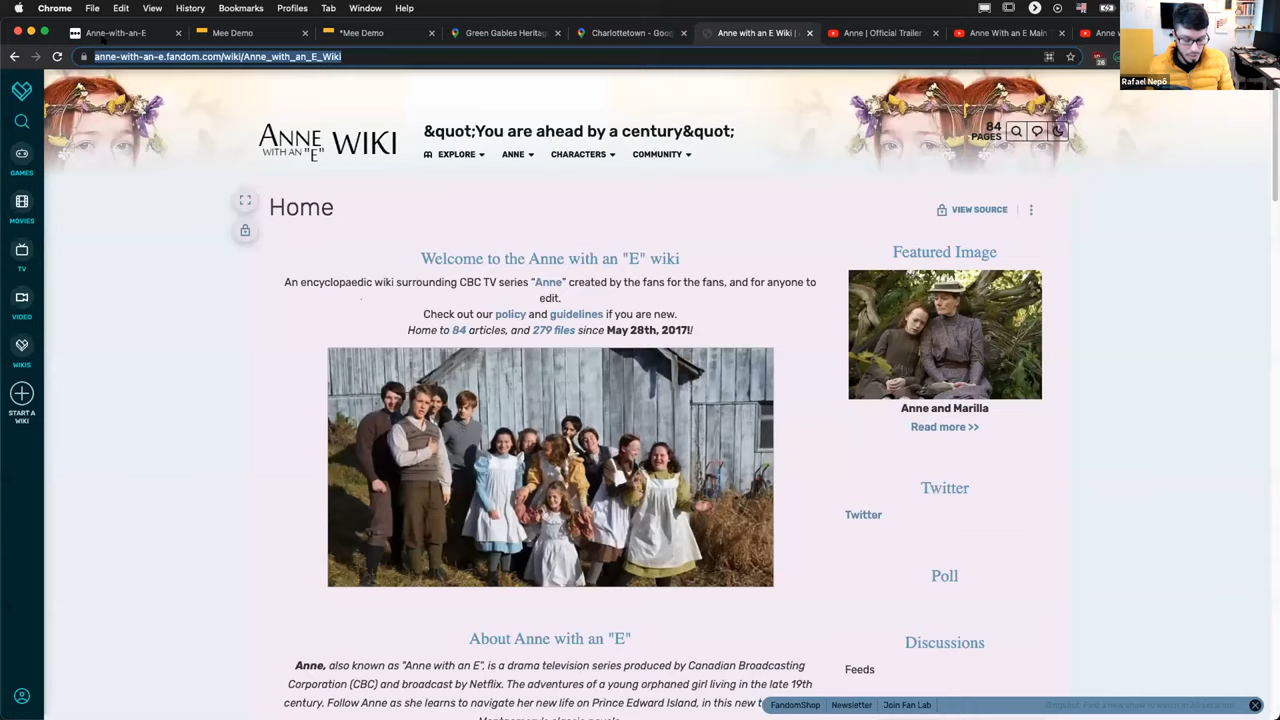 Chrome File Edit View History Bookmarks Profiles Tab Window Help
Anne-with-an-E
Mee Demo
*Mee Demo
Green Gables Heritag
Charlottetown - Goog
Anne with an E Wiki |
Anne | Official Trailer
Anne With an E Wiki
Anne w
anne-with-an-e.fandom.com/wiki/Anne_with_an_E_Wiki
26
Rafael Nepô
GAMES
MOVIES
TV
VIDEO
WIKIS
START A
WIKI
ANNE
WITH AN "E"
WIKI
&quot;You are ahead by a century&quot;
84
PAGES
EXPLORE ANNE CHARACTERS COMMUNITY
Home
VIEW SOURCE
Welcome to the Anne with an "E" wiki
An encyclopaedic wiki surrounding CBC TV series "Anne" created by the fans for the fans, and for anyone to
edit.
Check out our policy and guidelines if you are new.
Home to 84 articles, and 279 files since May 28th, 2017!!
About Anne with an "E"
Anne, also known as "Anne with an E", is a drama television series produced by Canadian Broadcasting
Corporation (CBC) and broadcast by Netflix. The adventures of a young orphaned girl living in the late 19th
century. Follow Anne as she learns to navigate her new life on Prince Edward Island, in this new t
Montgomery's classic novels.
Featured Image
Anne and Marilla
Read more >>
Twitter
Twitter
Poll
Discussions
Feeds
FandomShop
Newsletter
Join Fan Lab